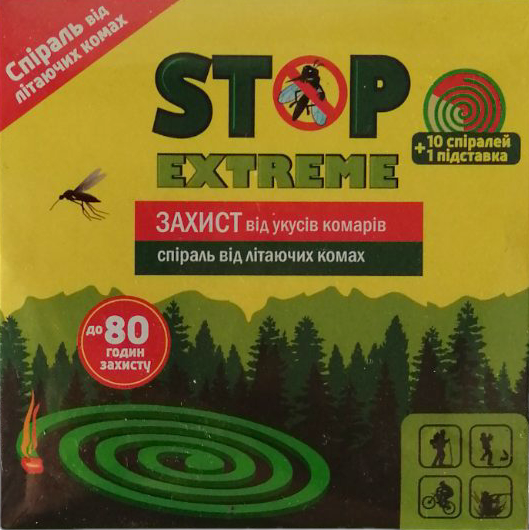 Спіраль від
літаючих комах
STOP
EXTREME
+10 спіралей
1 підставка
ЗАХИСТ від укусів комарів
спіраль від літаючих комах
до 80
годин
захисту